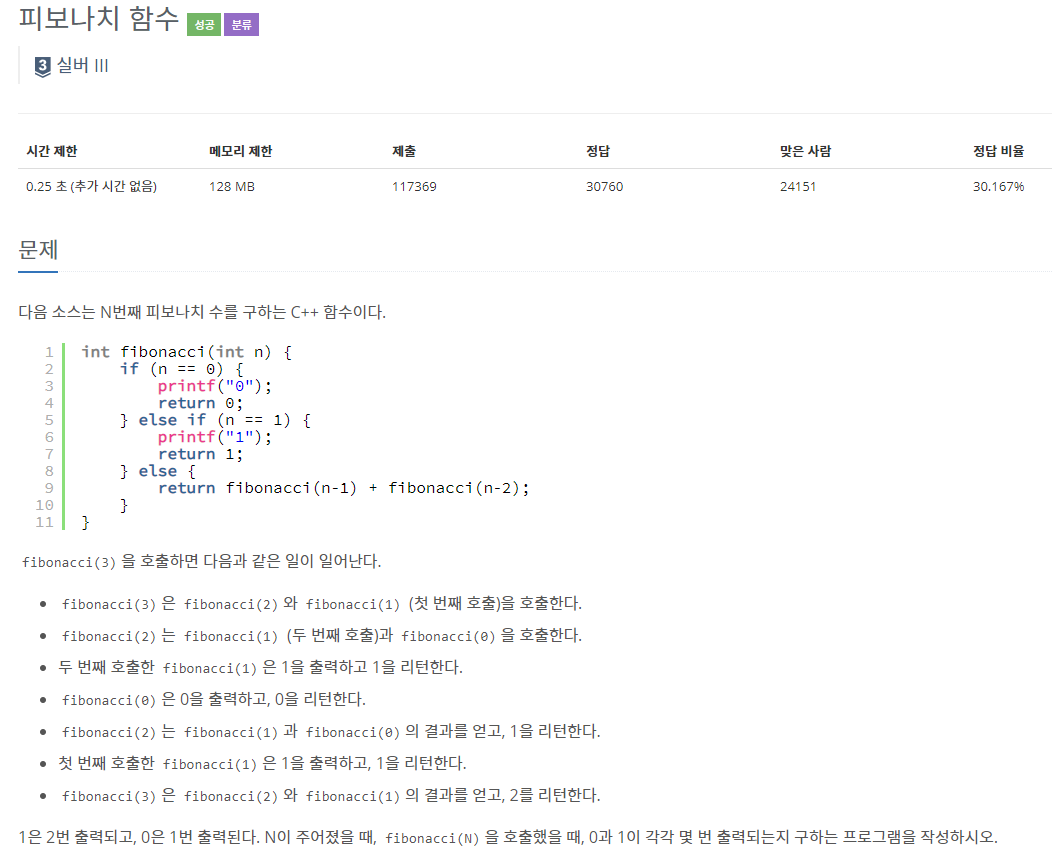 피보나치 함수 성공 분류
3 실버 III
시간 제한 메모리 제한 제출 정답 맞은 사람 정답 비율
0.25 초 (추가 시간 없음) 128 MB 117369 30760 24151 30.167%
문제
다음 소스는 N번째 피보나치 수를 구하는 C++ 함수이다.
1 int fibonacci(int n) {
2     if (n == 0) {
3         printf("0");
4         return 0;
5     } else if (n == 1) {
6         printf("1");
7         return 1;
8     } else {
9         return fibonacci(n-1) + fibonacci(n-2);
10     }
11 }
fibonacci(3) 을 호출하면 다음과 같은 일이 일어난다.
• fibonacci(3) 은 fibonacci(2) 와 fibonacci(1) (첫 번째 호출)을 호출한다.
• fibonacci(2) 는 fibonacci(1) (두 번째 호출)과 fibonacci(0) 을 호출한다.
• 두 번째 호출한 fibonacci(1) 은 1을 출력하고 1을 리턴한다.
• fibonacci(0) 은 0을 출력하고, 0을 리턴한다.
• fibonacci(2) 는 fibonacci(1) 과 fibonacci(0) 의 결과를 얻고, 1을 리턴한다.
• 첫 번째 호출한 fibonacci(1) 은 1을 출력하고, 1을 리턴한다.
• fibonacci(3) 은 fibonacci(2) 와 fibonacci(1) 의 결과를 얻고, 2를 리턴한다.
1은 2번 출력되고, 0은 1번 출력된다. N이 주어졌을 때, fibonacci(N) 을 호출했을 때, 0과 1이 각각 몇 번 출력되는지 구하는 프로그램을 작성하시오.